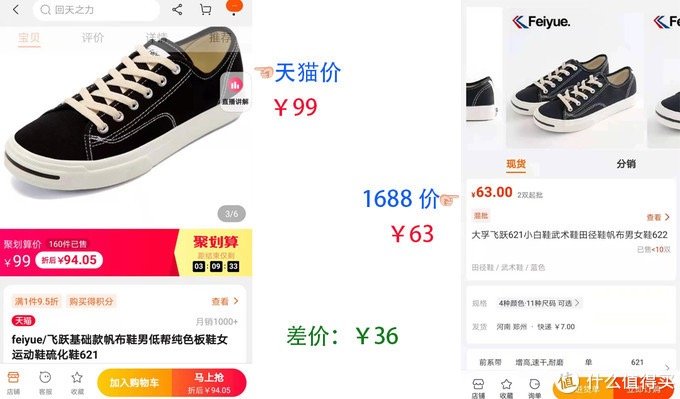 回天之力
宝贝
评价
详情
推荐
直播讲解
3/6
聚划算价
160件已售
¥99
折后¥94.05
聚划算
距结束仅剩
03:09:33
满1件9.5折
购买得积分
查看 >
天猫
月销1000+
feiyue/飞跃基础款帆布鞋男低帮纯色板鞋女
运动鞋硫化鞋621
店铺
客服
收藏
加入购物车
马上抢
折后¥94.05
天猫价
￥99
1688 价
￥63
差价：￥36
Feiyue.
现货
分销
¥63.00
2双起批
混批
查看 >
大孚飞跃621小白鞋武术鞋田径鞋帆布男女鞋622
已售<10双
田径鞋 / 武术鞋 / 蓝色
规格
4种颜色·11种尺码 可选 >
发货
河南 郑州 · 快递 ¥7.00
前系带
增高,速干,耐磨
单
621
店铺
收藏
询单
立即订购
值 什么值得买